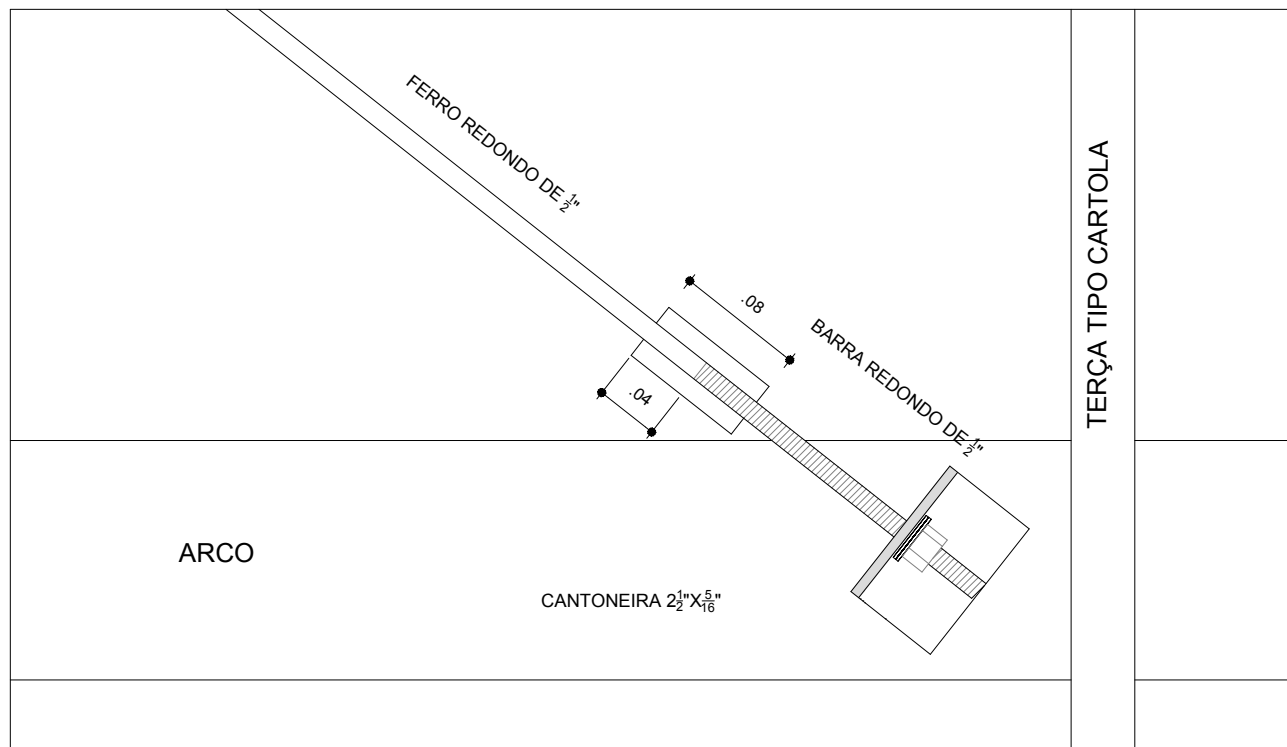 FERRO REDONDO DE 1/2"
.08
BARRA REDONDO DE 1/2"
.04
TERÇA TIPO CARTOLA
ARCO
CANTONEIRA 2 1/2"X5/16"